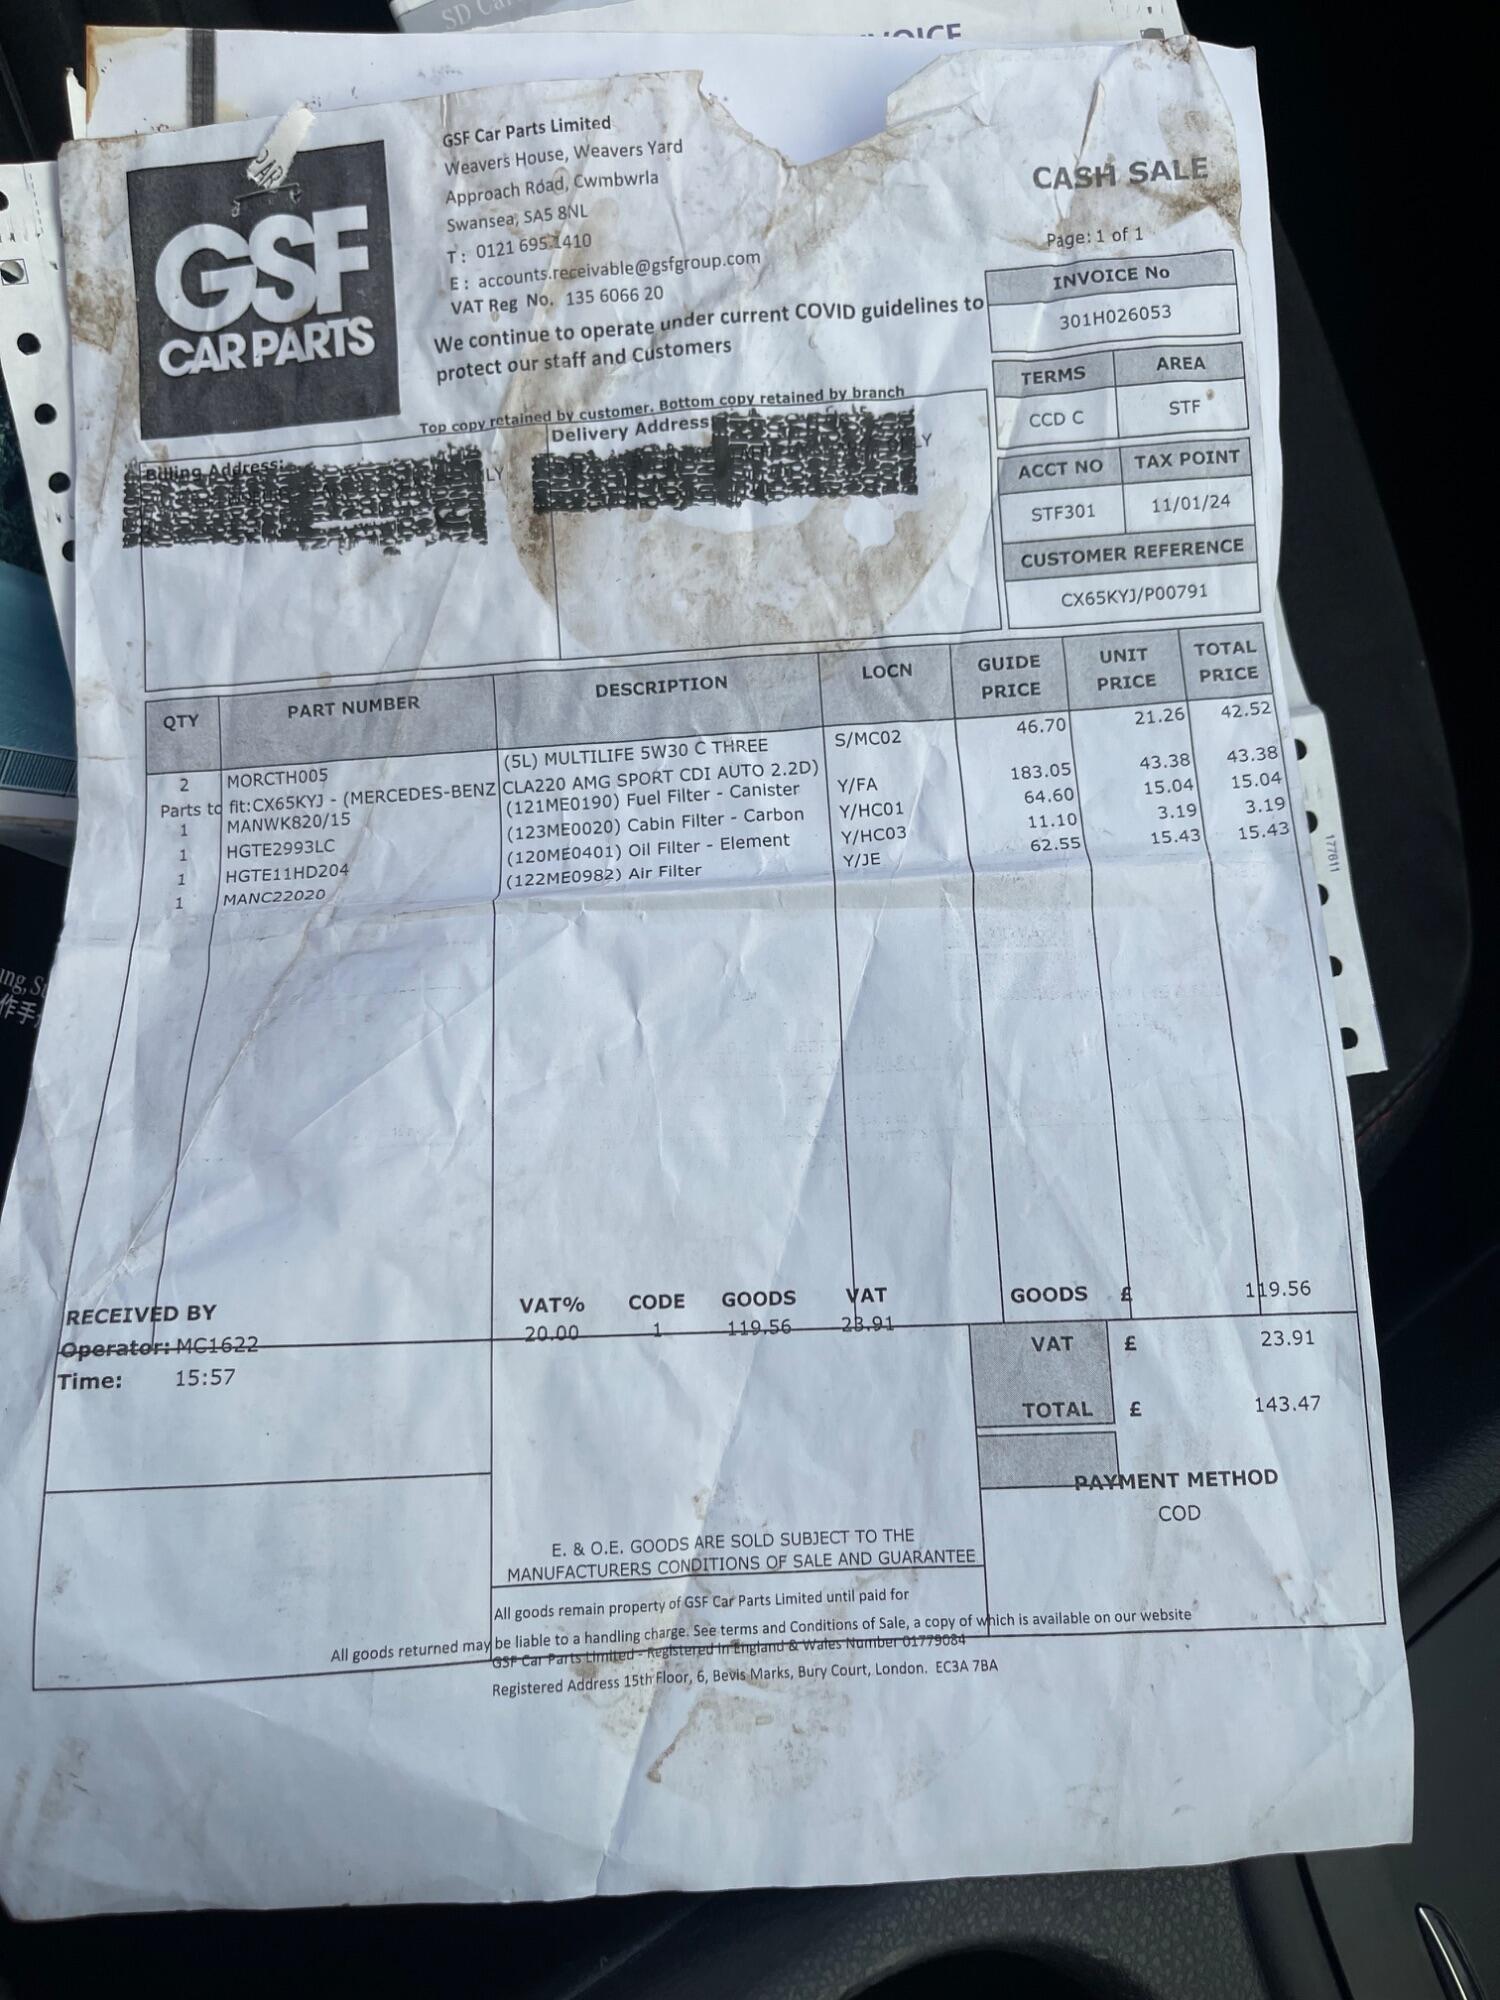 SD Car
VOICE
PAR
GSF
CAR PARTS
GSF Car Parts Limited
Weavers House, Weavers Yard
Approach Road, Cwmbwrla
Swansea, SA5 8NL
T: 0121 695 1410
E: accounts.receivable@gsfgroup.com
VAT Reg No. 135 6066 20
We continue to operate under current COVID guidelines to
protect our staff and Customers
Top copy retained by customer. Bottom copy retained by branch
CASH SALE
Page: 1 of 1
INVOICE No
301H026053
TERMS AREA
CCD C STF
ACCT NO TAX POINT
STF301 11/01/24
CUSTOMER REFERENCE
CX65KYJ/P00791
Billing Address:
LY
Delivery Address
LY
QTY PART NUMBER DESCRIPTION LOCN GUIDE PRICE UNIT PRICE TOTAL PRICE
2 MORCTH005 (5L) MULTILIFE 5W30 C THREE S/MC02 46.70 21.26 42.52
Parts to fit:CX65KYJ - (MERCEDES-BENZ CLA220 AMG SPORT CDI AUTO 2.2D)
1 MANWK820/15 (121ME0190) Fuel Filter - Canister Y/FA 183.05 43.38 43.38
1 HGTE2993LC (123ME0020) Cabin Filter - Carbon Y/HC01 64.60 15.04 15.04
1 HGTE11HD204 (120ME0401) Oil Filter - Element Y/HC03 11.10 3.19 3.19
1 MANC22020 (122ME0982) Air Filter Y/JE 62.55 15.43 15.43
177611
ing, S
作手
RECEIVED BY
Operator: MC1622
Time: 15:57
VAT% CODE GOODS VAT
20.00 1 119.56 23.91
GOODS £ 119.56
VAT £ 23.91
TOTAL £ 143.47
PAYMENT METHOD
COD
E. & O.E. GOODS ARE SOLD SUBJECT TO THE
MANUFACTURERS CONDITIONS OF SALE AND GUARANTEE
All goods remain property of GSF Car Parts Limited until paid for
All goods returned may be liable to a handling charge. See terms and Conditions of Sale, a copy of which is available on our website
GSF Car Parts Limited - Registered in England & Wales Number 01779084
Registered Address 15th Floor, 6, Bevis Marks, Bury Court, London. EC3A 7BA